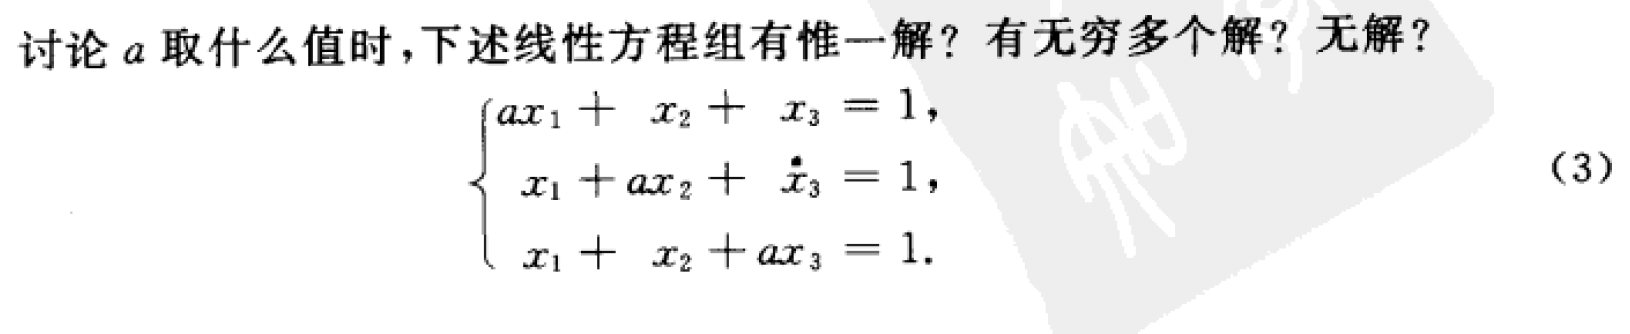 讨论 a 取什么值时,下述线性方程组有惟一解? 有无穷多个解? 无解?
ax₁ + x₂ + x₃ = 1,
x₁ + ax₂ + x₃ = 1, (3)
x₁ + x₂ + ax₃ = 1.